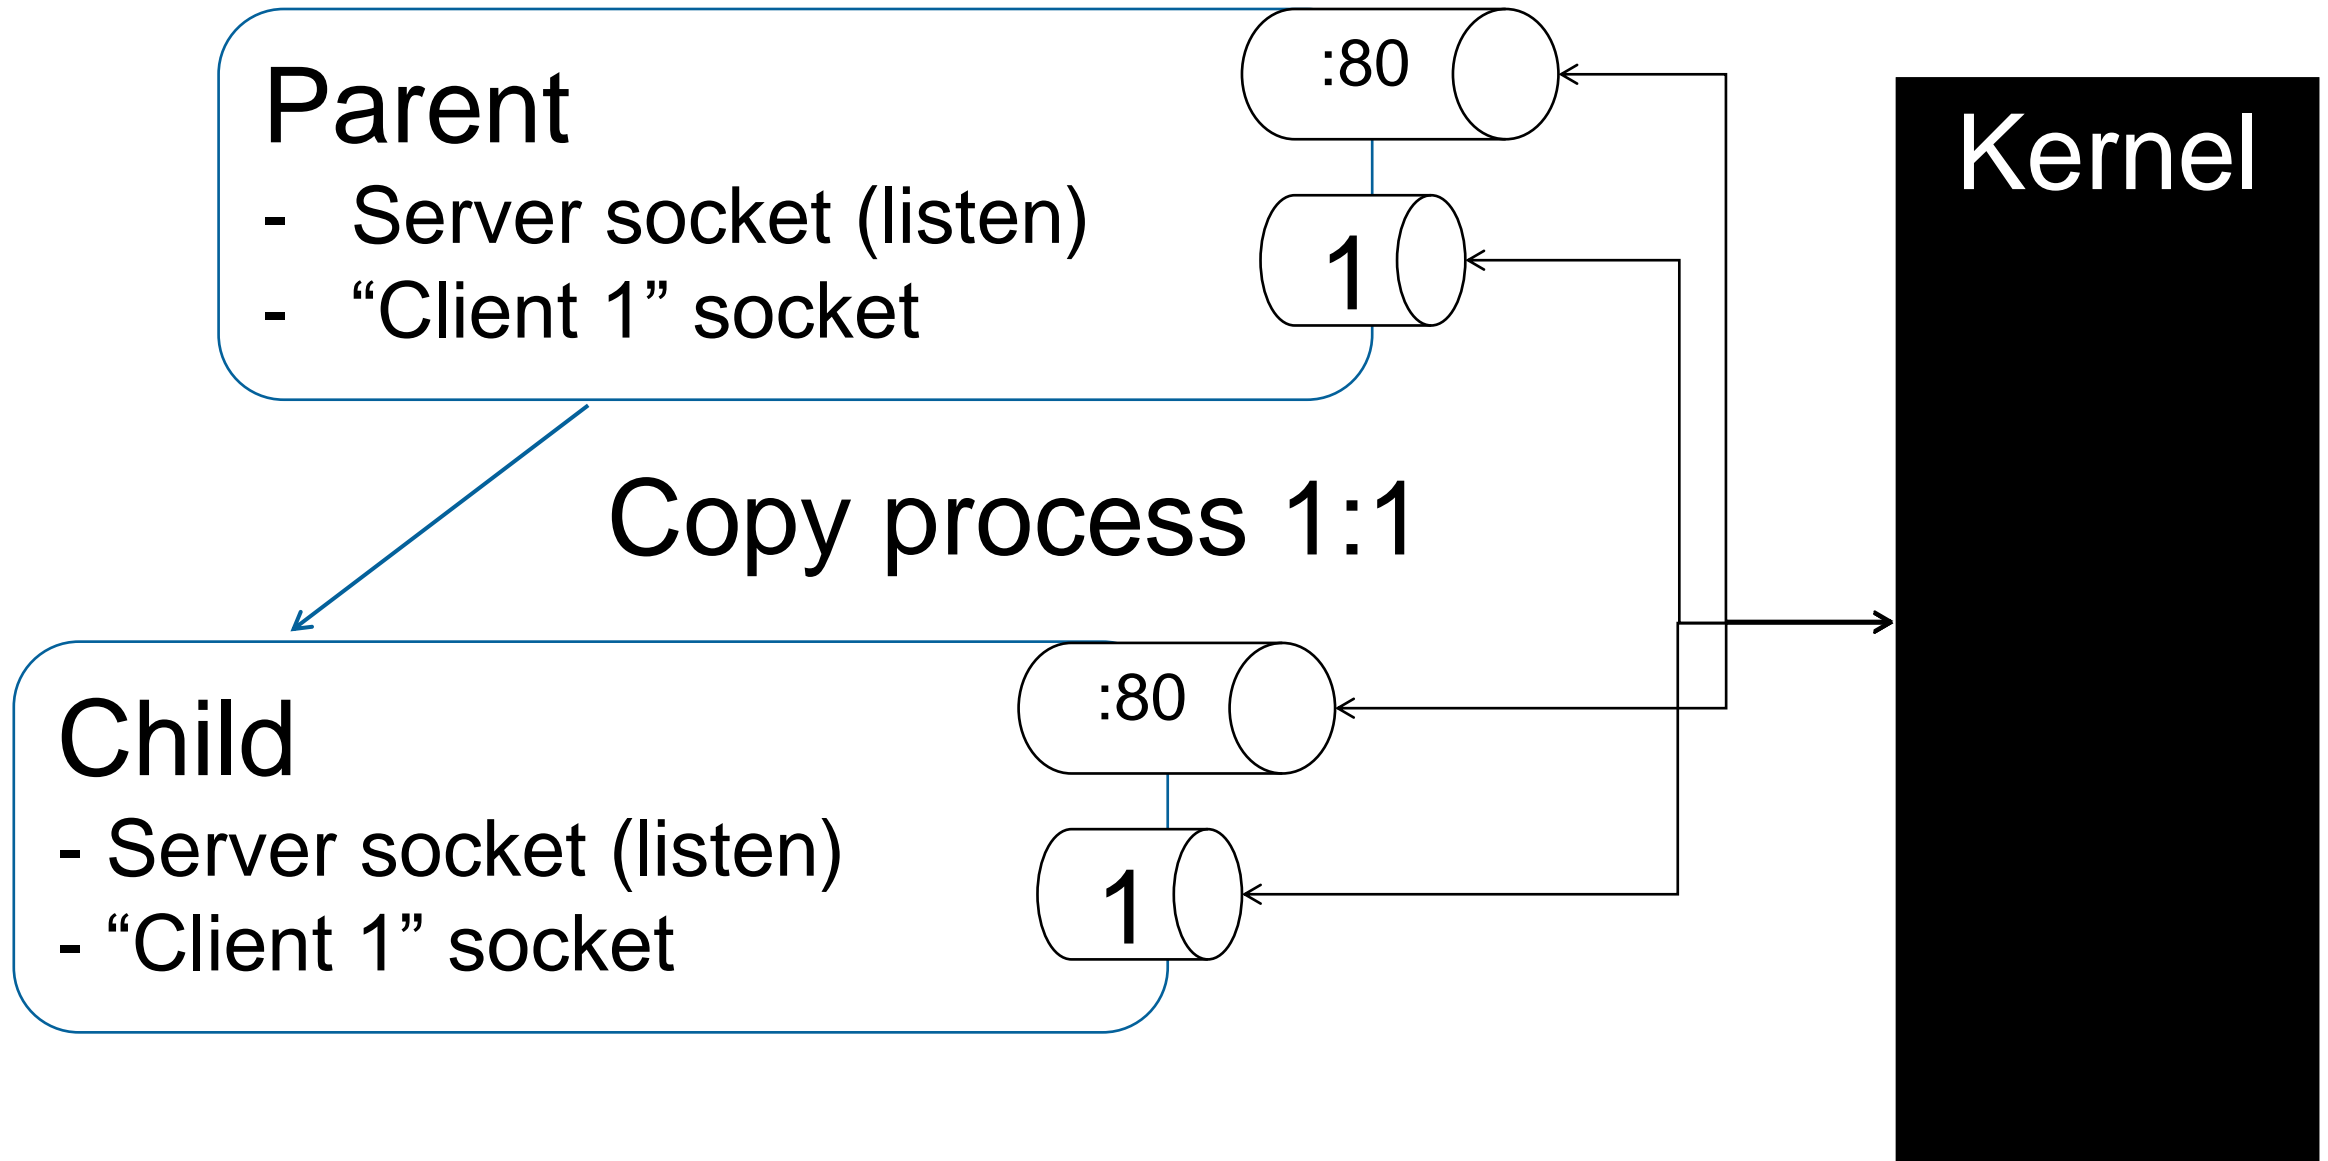 Parent
:80
Kernel
- Server socket (listen)
- “Client 1” socket
1
Copy process 1:1
Child
:80
- Server socket (listen)
- “Client 1” socket
1